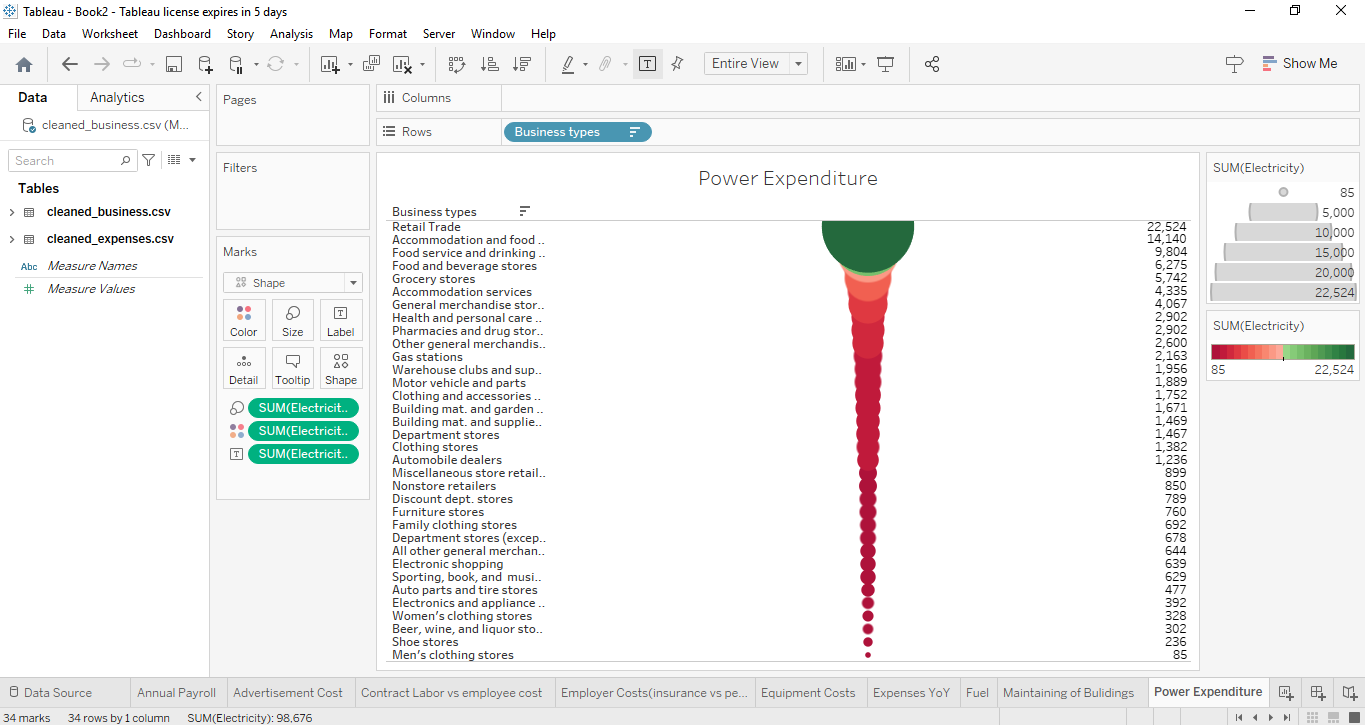 Tableau - Book2 - Tableau license expires in 5 days
File Data Worksheet Dashboard Story Analysis Map Format Server Window Help
Entire View
Show Me
Data Analytics
cleaned_business.csv (M...
Search
Tables
cleaned_business.csv
cleaned_expenses.csv
Abc Measure Names
# Measure Values
Pages
Filters
Marks
Shape
Color Size Label
Detail Tooltip Shape
SUM(Electricit..
SUM(Electricit..
SUM(Electricit..
Columns
Rows Business types
Power Expenditure
Business types
Retail Trade 22,524
Accommodation and food .. 14,140
Food service and drinking .. 9,804
Food and beverage stores 6,275
Grocery stores 5,742
Accommodation services 4,335
General merchandise stor.. 4,067
Health and personal care .. 2,902
Pharmacies and drug stor.. 2,902
Other general merchandis.. 2,600
Gas stations 2,163
Warehouse clubs and sup.. 1,956
Motor vehicle and parts 1,889
Clothing and accessories .. 1,752
Building mat. and garden .. 1,671
Building mat. and supplie.. 1,469
Department stores 1,467
Clothing stores 1,382
Automobile dealers 1,236
Miscellaneous store retail.. 899
Nonstore retailers 850
Discount dept. stores 789
Furniture stores 760
Family clothing stores 692
Department stores (excep.. 678
All other general merchan.. 644
Electronic shopping 639
Sporting, book, and musi.. 629
Auto parts and tire stores 477
Electronics and appliance .. 392
Women's clothing stores 328
Beer, wine, and liquor sto.. 302
Shoe stores 236
Men's clothing stores 85
SUM(Electricity)
85
5,000
10,000
15,000
20,000
22,524
SUM(Electricity)
85 22,524
Data Source Annual Payroll Advertisement Cost Contract Labor vs employee cost Employer Costs(insurance vs pe... Equipment Costs Expenses YoY Fuel Maintaining of Bulidings Power Expenditure
34 marks 34 rows by 1 column SUM(Electricity): 98,676